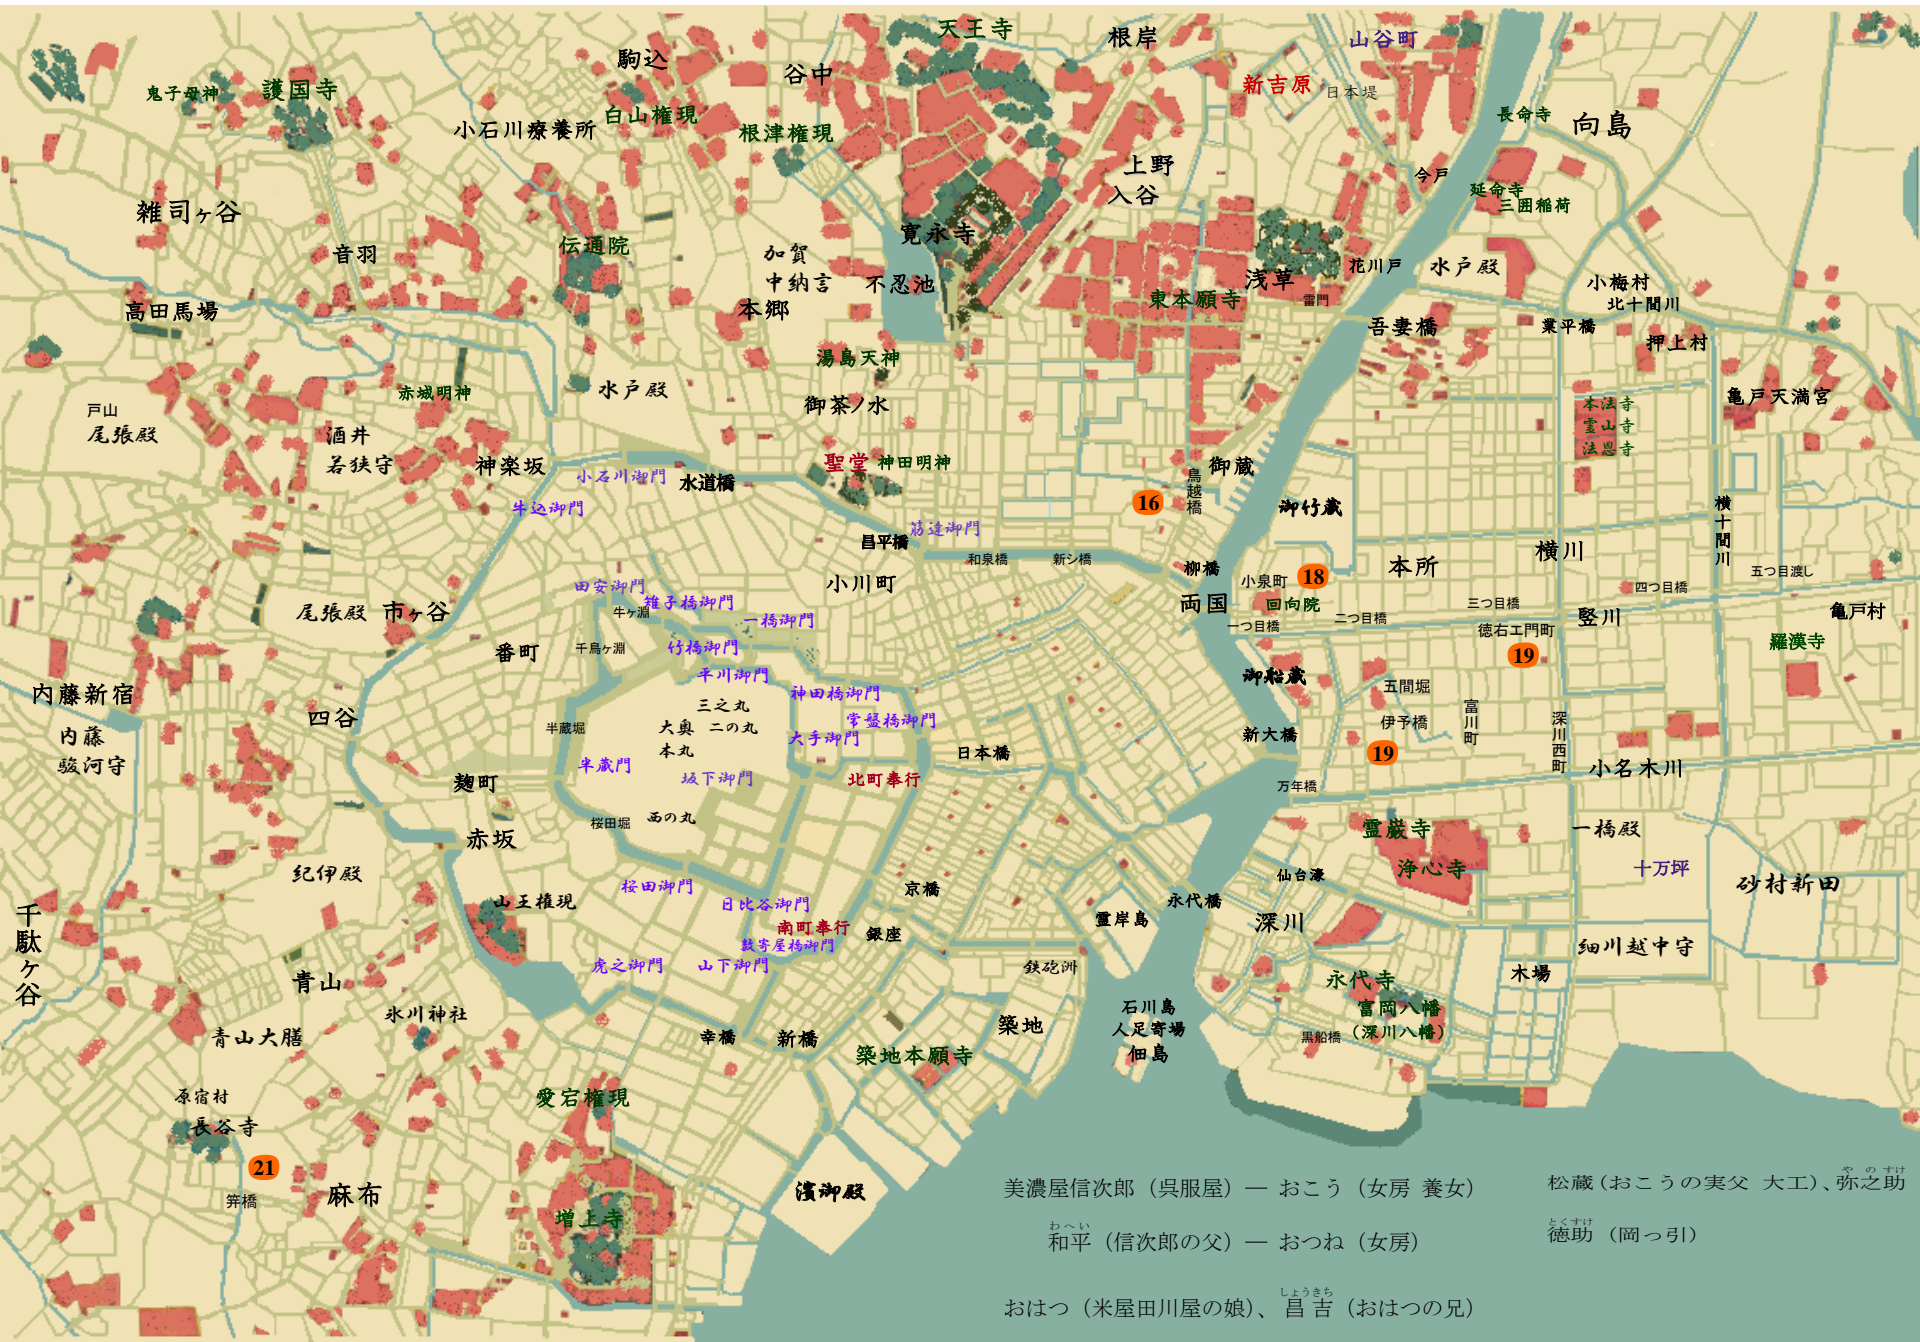 天王寺
根岸
山谷町
駒込
谷中
新吉原
日本堤
鬼子母神
護国寺
白山権現
小石川療養所
根津権現
長命寺
向島
上野
入谷
今戸
延命寺
三囲稲荷
雑司ヶ谷
音羽
伝通院
加賀
中納言
寛永寺
不忍池
浅草
花川戸
水戸殿
小梅村
北十間川
高田馬場
本郷
東本願寺
雷門
吾妻橋
業平橋
押上村
湯島天神
赤城明神
水戸殿
御茶ノ水
亀戸天満宮
戸山
尾張殿
酒井
若狭守
神楽坂
本法寺
霊山寺
法恩寺
小石川御門
水道橋
聖堂
神田明神
御蔵
鳥越橋
牛込御門
16
御竹蔵
横十間川
筋違御門
昌平橋
和泉橋
新シ橋
柳橋
小川町
小泉町
18
本所
横川
五つ目渡し
四つ目橋
田安御門
雉子橋御門
牛ヶ淵
一橋御門
両国
回向院
一つ目橋
二つ目橋
三つ目橋
竪川
亀戸村
尾張殿
市ヶ谷
番町
千鳥ヶ淵
竹橋御門
平川御門
徳右エ門町
19
羅漢寺
御船蔵
五間堀
内藤新宿
四谷
神田橋御門
三之丸
大奥
二の丸
本丸
常盤橋御門
大手御門
半蔵堀
伊予橋
富川町
深川西町
内藤
駿河守
半蔵門
坂下御門
北町奉行
日本橋
新大橋
19
麹町
万年橋
小名木川
桜田堀
西の丸
赤坂
霊巌寺
一橋殿
浄心寺
十万坪
砂村新田
紀伊殿
桜田御門
日比谷御門
京橋
仙台濠
山王権現
南町奉行
数寄屋橋御門
銀座
霊岸島
永代橋
深川
千駄ヶ谷
虎之御門
山下御門
鉄砲洲
細川越中守
木場
青山
永代寺
富岡八幡
（深川八幡）
氷川神社
石川島
人足寄場
佃島
青山大膳
幸橋
新橋
築地
築地本願寺
黒船橋
原宿村
長谷寺
愛宕権現
21
笄橋
麻布
濱御殿
増上寺
美濃屋信次郎（呉服屋）― おこう（女房 養女）
わへい
和平（信次郎の父）― おつね（女房）
しょうきち
おはつ（米屋田川屋の娘）、昌吉（おはつの兄）
やのすけ
松蔵（おこうの実父 大工）、弥之助
とくすけ
徳助（岡っ引）